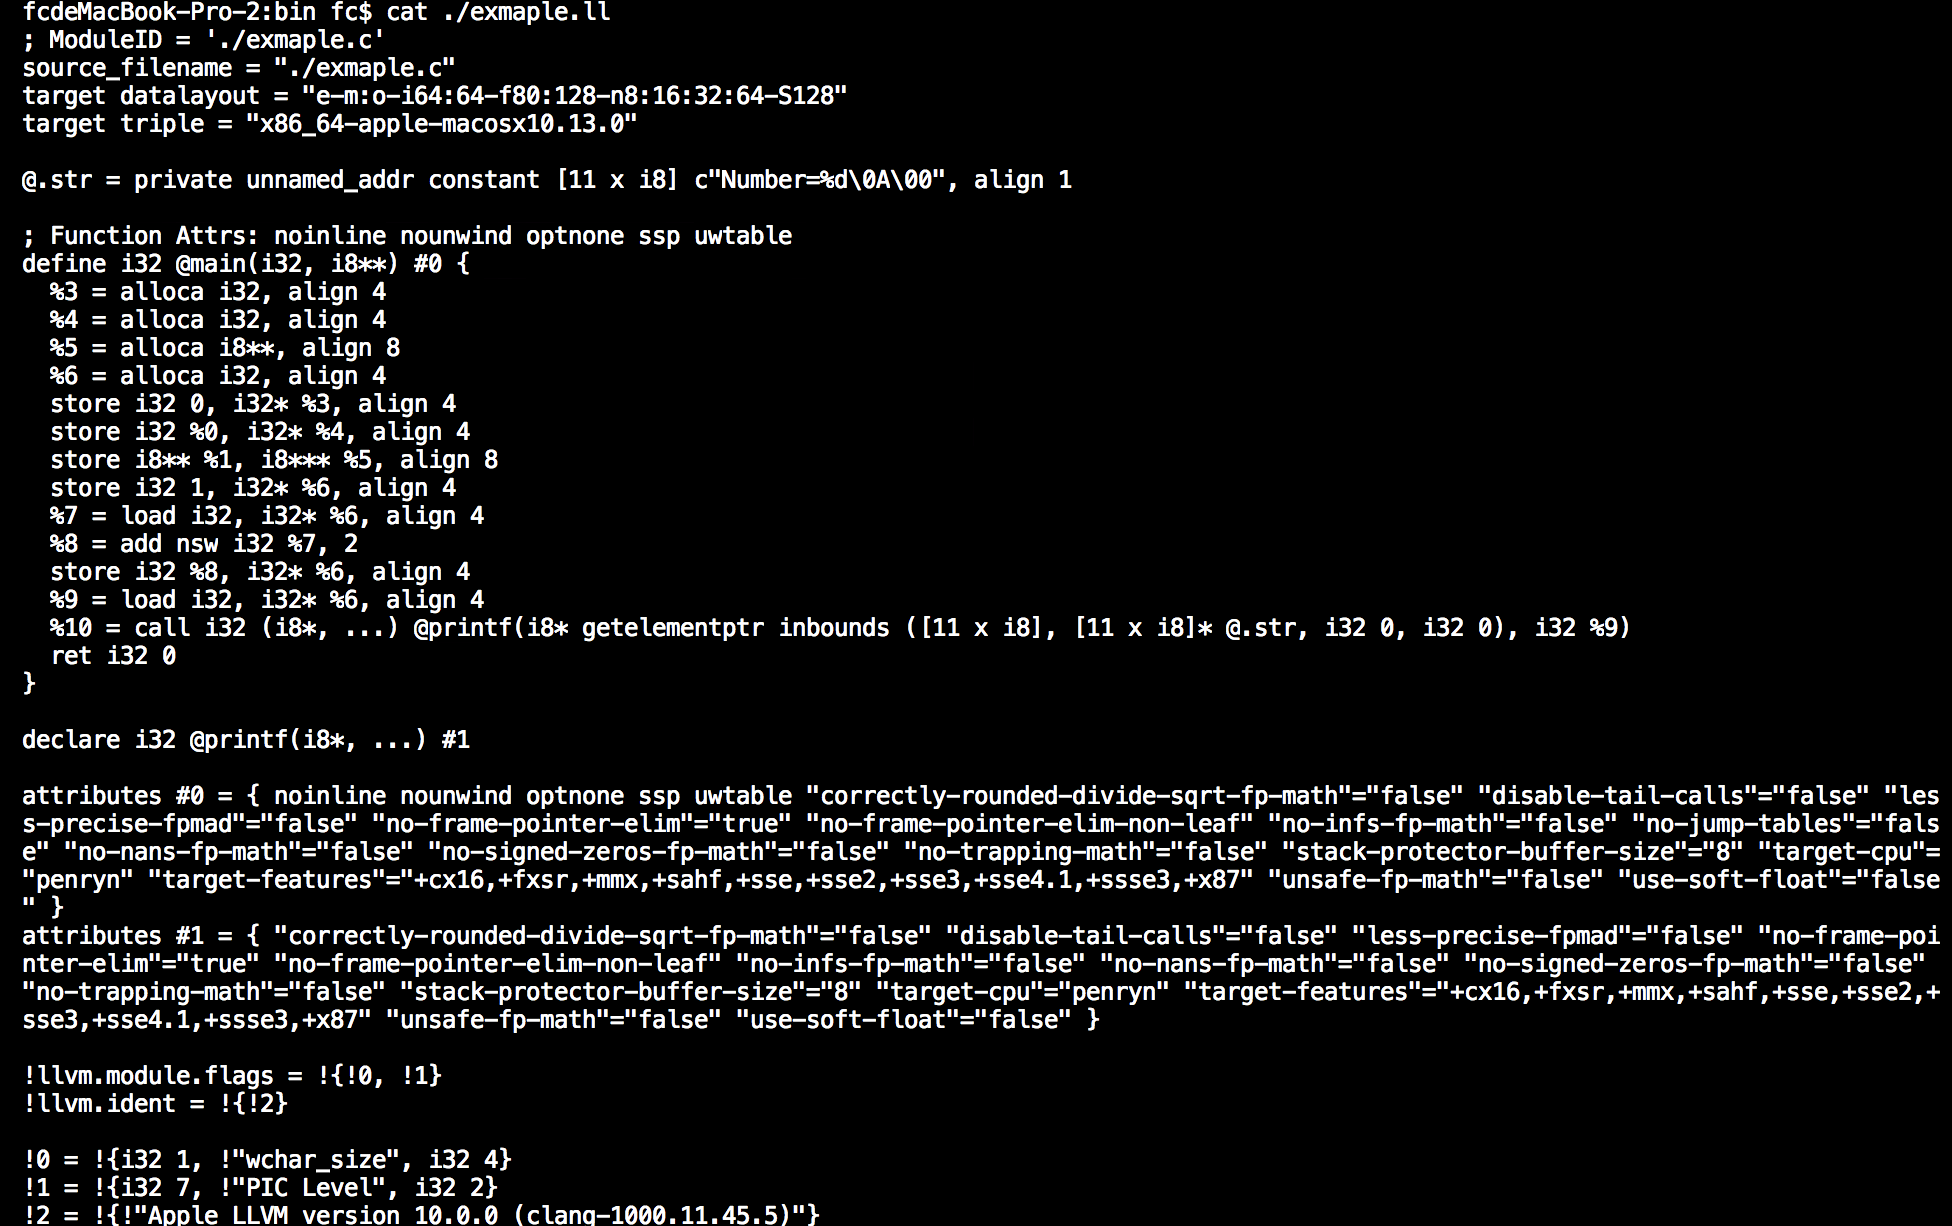 fcdeMacBook-Pro-2:bin fc$ cat ./exmaple.ll
; ModuleID = './exmaple.c'
source_filename = "./exmaple.c"
target datalayout = "e-m:o-i64:64-f80:128-n8:16:32:64-S128"
target triple = "x86_64-apple-macosx10.13.0"

@.str = private unnamed_addr constant [11 x i8] c"Number=%d\0A\00", align 1

; Function Attrs: noinline nounwind optnone ssp uwtable
define i32 @main(i32, i8**) #0 {
  %3 = alloca i32, align 4
  %4 = alloca i32, align 4
  %5 = alloca i8**, align 8
  %6 = alloca i32, align 4
  store i32 0, i32* %3, align 4
  store i32 %0, i32* %4, align 4
  store i8** %1, i8*** %5, align 8
  store i32 1, i32* %6, align 4
  %7 = load i32, i32* %6, align 4
  %8 = add nsw i32 %7, 2
  store i32 %8, i32* %6, align 4
  %9 = load i32, i32* %6, align 4
  %10 = call i32 (i8*, ...) @printf(i8* getelementptr inbounds ([11 x i8], [11 x i8]* @.str, i32 0, i32 0), i32 %9)
  ret i32 0
}

declare i32 @printf(i8*, ...) #1

attributes #0 = { noinline nounwind optnone ssp uwtable "correctly-rounded-divide-sqrt-fp-math"="false" "disable-tail-calls"="false" "les
s-precise-fpmad"="false" "no-frame-pointer-elim"="true" "no-frame-pointer-elim-non-leaf" "no-infs-fp-math"="false" "no-jump-tables"="fals
e" "no-nans-fp-math"="false" "no-signed-zeros-fp-math"="false" "no-trapping-math"="false" "stack-protector-buffer-size"="8" "target-cpu"=
"penryn" "target-features"="+cx16,+fxsr,+mmx,+sahf,+sse,+sse2,+sse3,+sse4.1,+ssse3,+x87" "unsafe-fp-math"="false" "use-soft-float"="false
" }
attributes #1 = { "correctly-rounded-divide-sqrt-fp-math"="false" "disable-tail-calls"="false" "less-precise-fpmad"="false" "no-frame-poi
nter-elim"="true" "no-frame-pointer-elim-non-leaf" "no-infs-fp-math"="false" "no-nans-fp-math"="false" "no-signed-zeros-fp-math"="false"
"no-trapping-math"="false" "stack-protector-buffer-size"="8" "target-cpu"="penryn" "target-features"="+cx16,+fxsr,+mmx,+sahf,+sse,+sse2,+
sse3,+sse4.1,+ssse3,+x87" "unsafe-fp-math"="false" "use-soft-float"="false" }

!llvm.module.flags = !{!0, !1}
!llvm.ident = !{!2}

!0 = !{i32 1, !"wchar_size", i32 4}
!1 = !{i32 7, !"PIC Level", i32 2}
!2 = !{!"Apple LLVM version 10.0.0 (clang-1000.11.45.5)"}